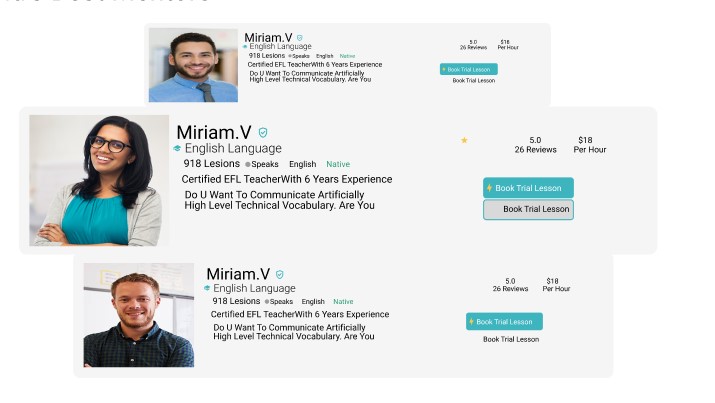 Miriam.V
English Language
918 Lesions Speaks English Native
Certified EFL TeacherWith 6 Years Experience
Do U Want To Communicate Artificially
High Level Technical Vocabulary. Are You
5.0 $18
26 Reviews Per Hour
Book Trial Lesson
Book Trial Lesson
Miriam.V
English Language
918 Lesions Speaks English Native
Certified EFL TeacherWith 6 Years Experience
Do U Want To Communicate Artificially
High Level Technical Vocabulary. Are You
5.0 $18
26 Reviews Per Hour
Book Trial Lesson
Book Trial Lesson
Miriam.V
English Language
918 Lesions Speaks English Native
Certified EFL TeacherWith 6 Years Experience
Do U Want To Communicate Artificially
High Level Technical Vocabulary. Are You
5.0 $18
26 Reviews Per Hour
Book Trial Lesson
Book Trial Lesson